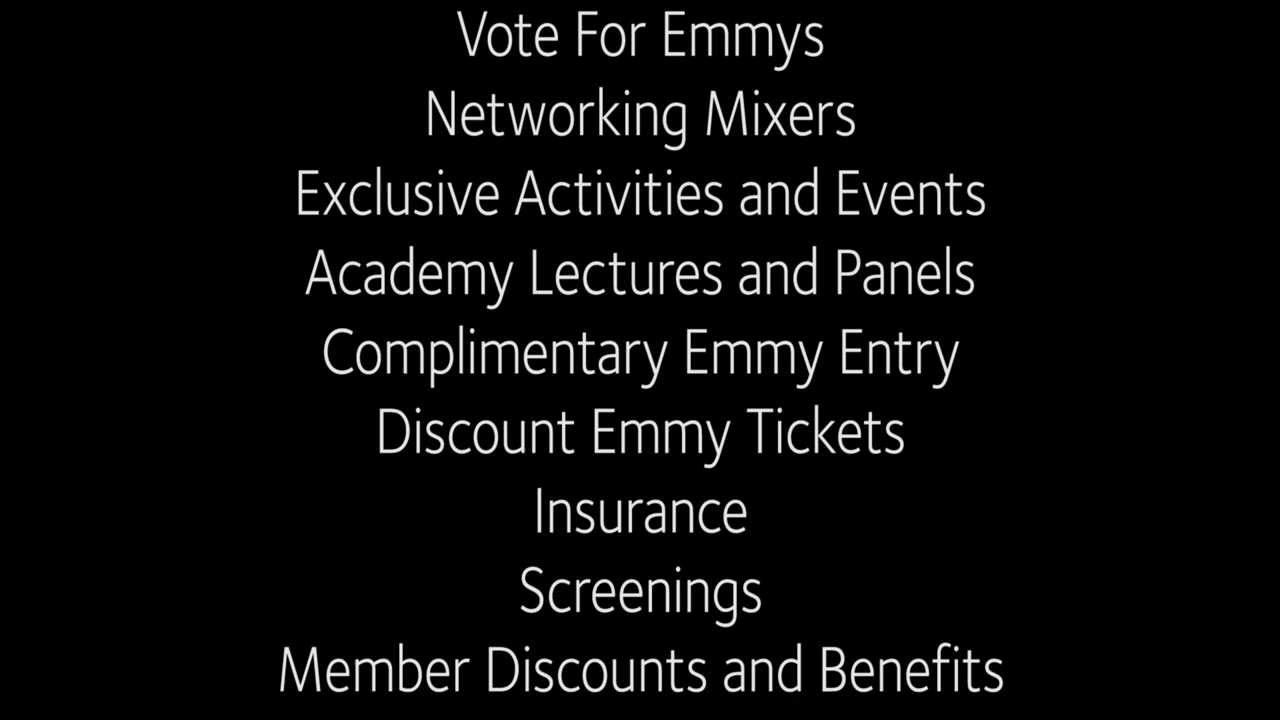 Vote For Emmys
Networking Mixers
Exclusive Activities and Events
Academy Lectures and Panels
Complimentary Emmy Entry
Discount Emmy Tickets
Insurance
Screenings
Member Discounts and Benefits